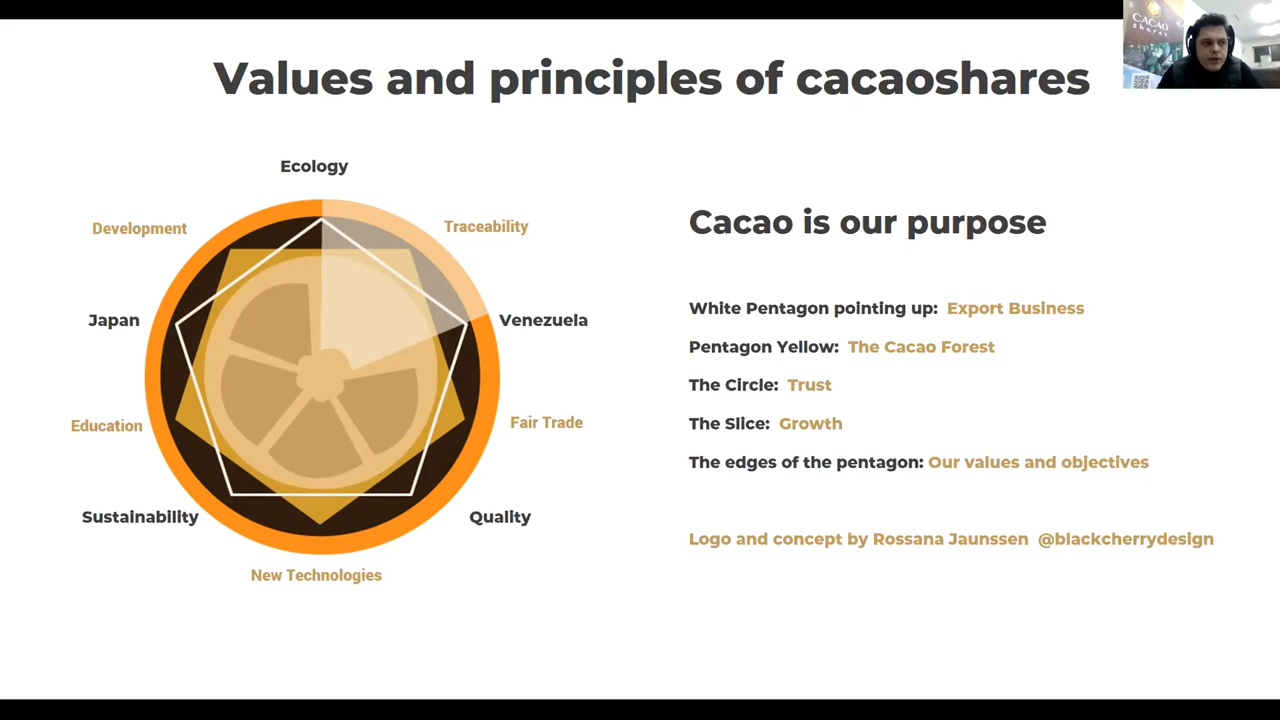 Values and principles of cacaoshares
CACAO
shares
Ecology
Development
Traceability
Japan
Venezuela
Education
Fair Trade
Sustainability
Quality
New Technologies
Cacao is our purpose
White Pentagon pointing up: Export Business
Pentagon Yellow: The Cacao Forest
The Circle: Trust
The Slice: Growth
The edges of the pentagon: Our values and objectives
Logo and concept by Rossana Jaunssen @blackcherrydesign